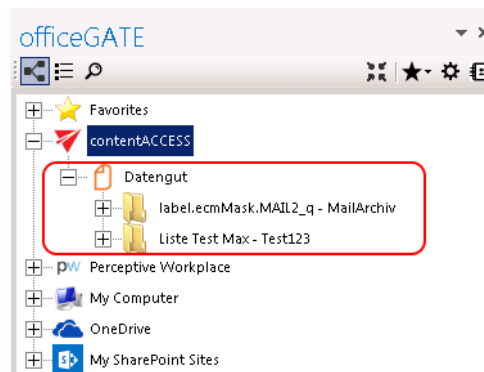 officeGATE
Favorites
contentACCESS
Datengut
label.ecmMask.MAIL2_q - MailArchiv
Liste Test Max - Test123
pw Perceptive Workplace
My Computer
OneDrive
S My SharePoint Sites